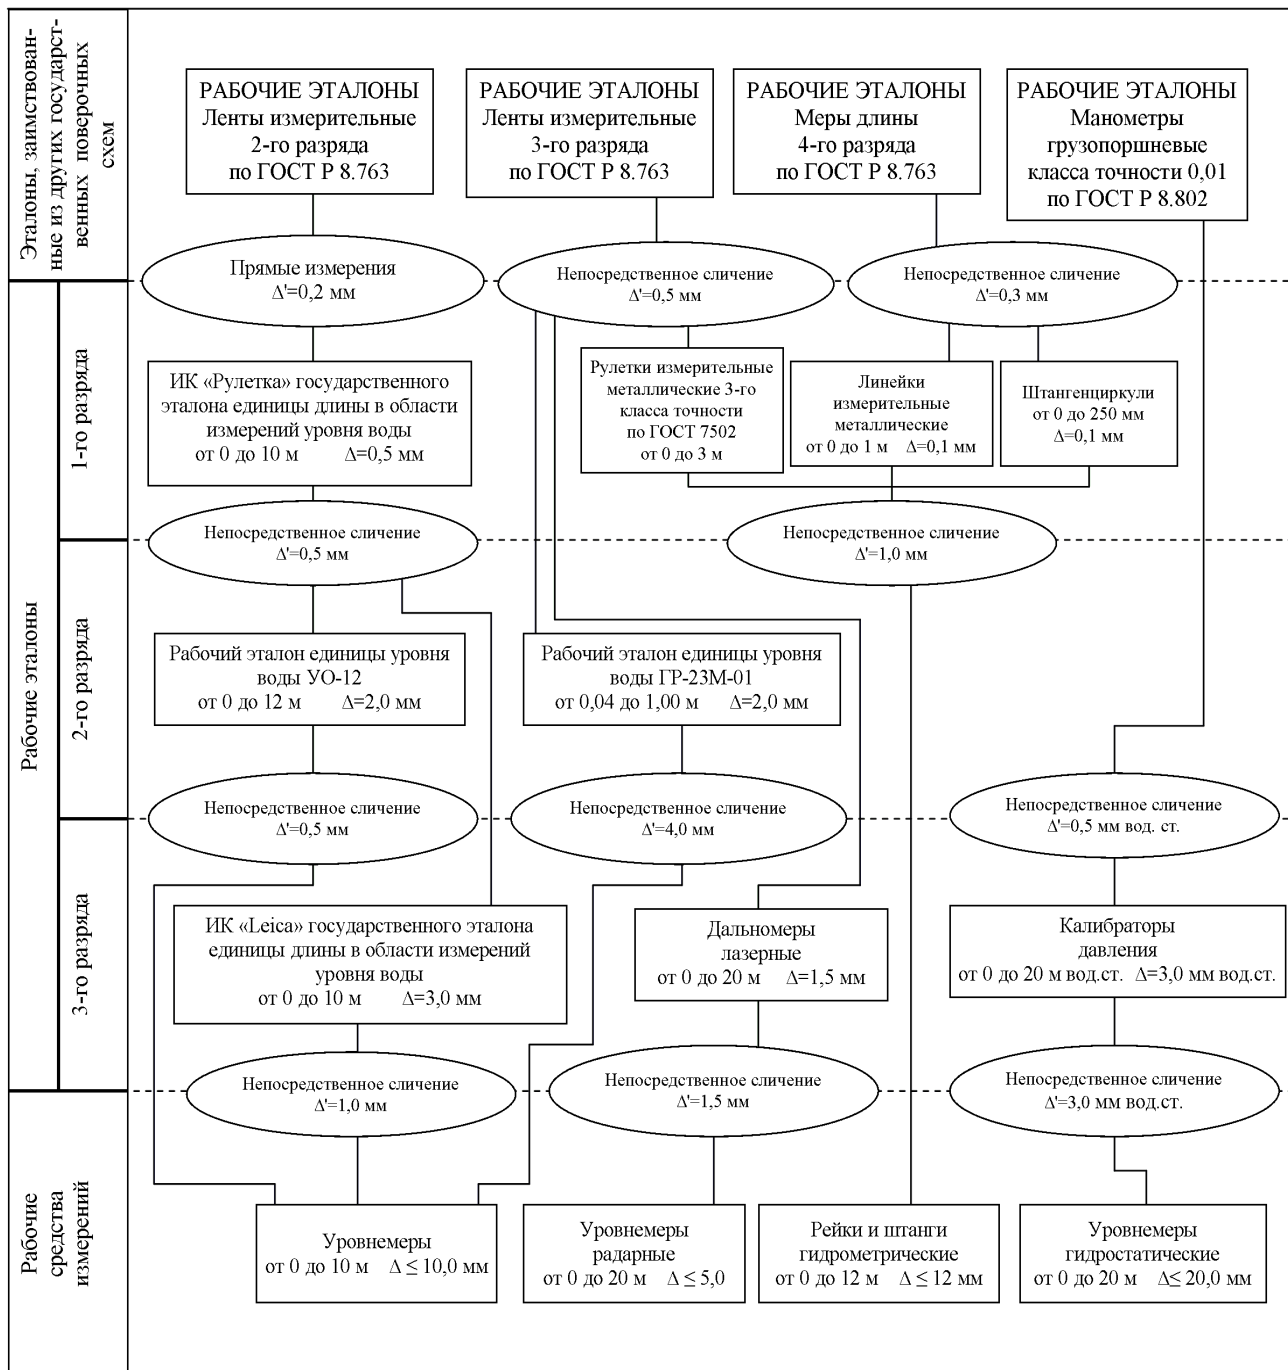 Эталоны, заимствован-
ные из других государст-
венных поверочных
схем
РАБОЧИЕ ЭТАЛОНЫ
Ленты измерительные
2-го разряда
по ГОСТ Р 8.763
РАБОЧИЕ ЭТАЛОНЫ
Ленты измерительные
3-го разряда
по ГОСТ Р 8.763
РАБОЧИЕ ЭТАЛОНЫ
Меры длины
4-го разряда
по ГОСТ Р 8.763
РАБОЧИЕ ЭТАЛОНЫ
Манометры
грузопоршневые
класса точности 0,01
по ГОСТ Р 8.802
Прямые измерения
Δ'=0,2 мм
Непосредственное сличение
Δ'=0,5 мм
Непосредственное сличение
Δ'=0,3 мм
Рабочие эталоны
1-го разряда
ИК «Рулетка» государственного
эталона единицы длины в области
измерений уровня воды
от 0 до 10 м Δ=0,5 мм
Рулетки измерительные
металлические 3-го
класса точности
по ГОСТ 7502
от 0 до 3 м
Линейки
измерительные
металлические
от 0 до 1 м Δ=0,1 мм
Штангенциркули
от 0 до 250 мм
Δ=0,1 мм
Непосредственное сличение
Δ'=0,5 мм
Непосредственное сличение
Δ'=1,0 мм
2-го разряда
Рабочий эталон единицы уровня
воды УО-12
от 0 до 12 м Δ=2,0 мм
Рабочий эталон единицы уровня
воды ГР-23М-01
от 0,04 до 1,00 м Δ=2,0 мм
Непосредственное сличение
Δ'=0,5 мм
Непосредственное сличение
Δ'=4,0 мм
Непосредственное сличение
Δ'=0,5 мм вод. ст.
3-го разряда
ИК «Leica» государственного эталона
единицы длины в области измерений
уровня воды
от 0 до 10 м Δ=3,0 мм
Дальномеры
лазерные
от 0 до 20 м Δ=1,5 мм
Калибраторы
давления
от 0 до 20 м вод.ст. Δ=3,0 мм вод.ст.
Непосредственное сличение
Δ'=1,0 мм
Непосредственное сличение
Δ'=1,5 мм
Непосредственное сличение
Δ'=3,0 мм вод.ст.
Рабочие
средства
измерений
Уровнемеры
от 0 до 10 м Δ ≤ 10,0 мм
Уровнемеры
радарные
от 0 до 20 м Δ ≤ 5,0
Рейки и штанги
гидрометрические
от 0 до 12 м Δ ≤ 12 мм
Уровнемеры
гидростатические
от 0 до 20 м Δ≤ 20,0 мм